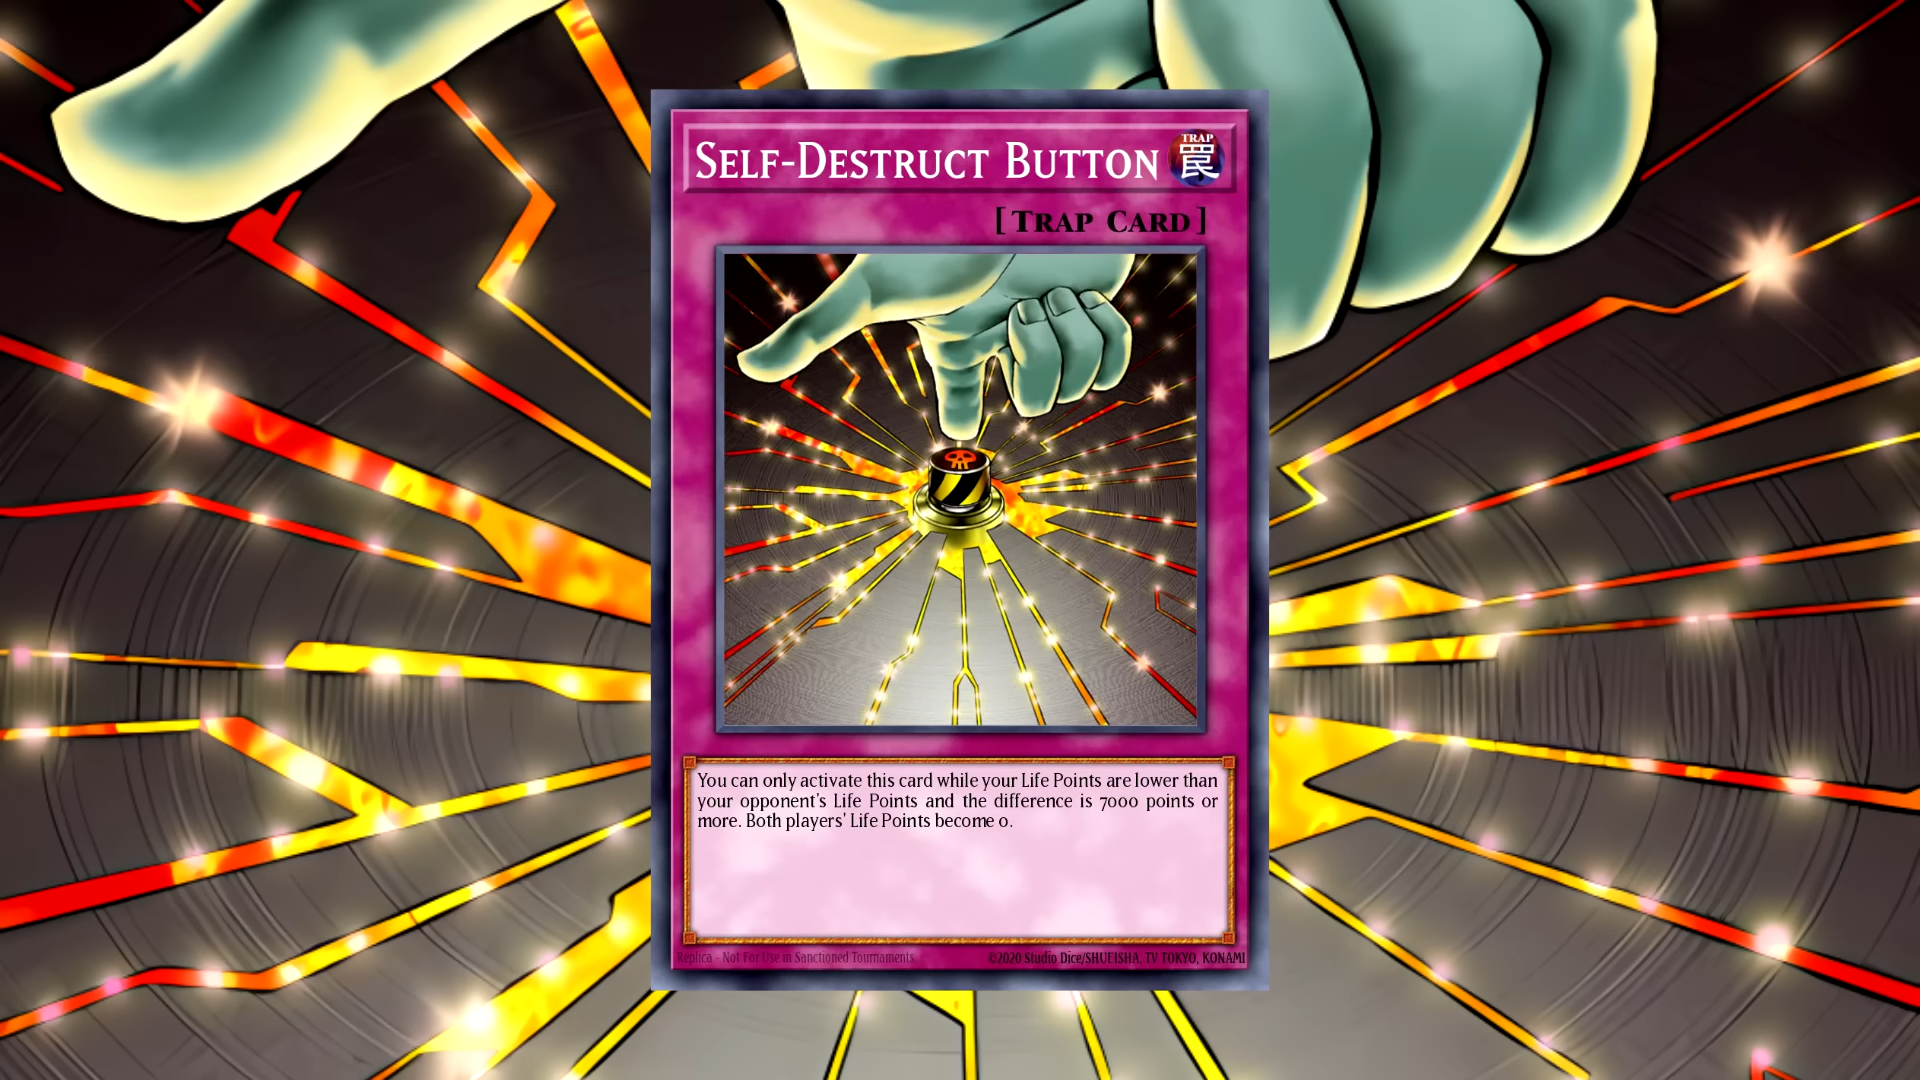 Self-Destruct Button
TRAP
罠
[Trap Card]
You can only activate this card while your Life Points are lower than
your opponent's Life Points and the difference is 7000 points or
more. Both players' Life Points become 0.
Replica - Not For Use in Sanctioned Tournaments
©2020 Studio Dice/SHUEISHA, TV TOKYO, KONAMI